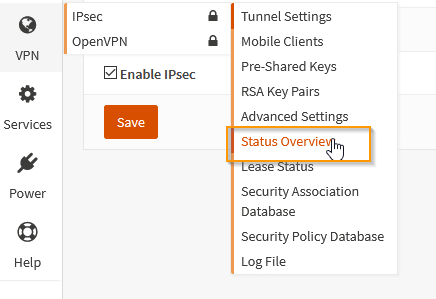 VPN
Services
Power
Help
IPsec
OpenVPN
Enable IPsec
Save
Tunnel Settings
Mobile Clients
Pre-Shared Keys
RSA Key Pairs
Advanced Settings
Status Overview
Lease Status
Security Association
Database
Security Policy Database
Log File